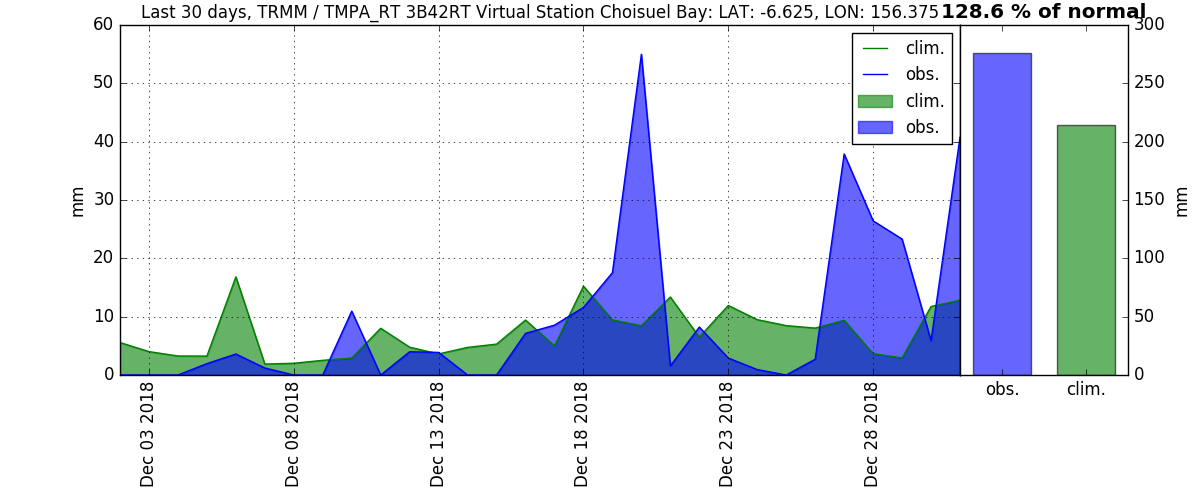 Last 30 days, TRMM / TMPA_RT 3B42RT Virtual Station Choisuel Bay: LAT: -6.625, LON: 156.375
128.6 % of normal
60
50
40
30
20
10
0
mm
clim.
obs.
clim.
obs.
300
250
200
150
100
50
0
mm
obs.
clim.
Dec 03 2018
Dec 08 2018
Dec 13 2018
Dec 18 2018
Dec 23 2018
Dec 28 2018